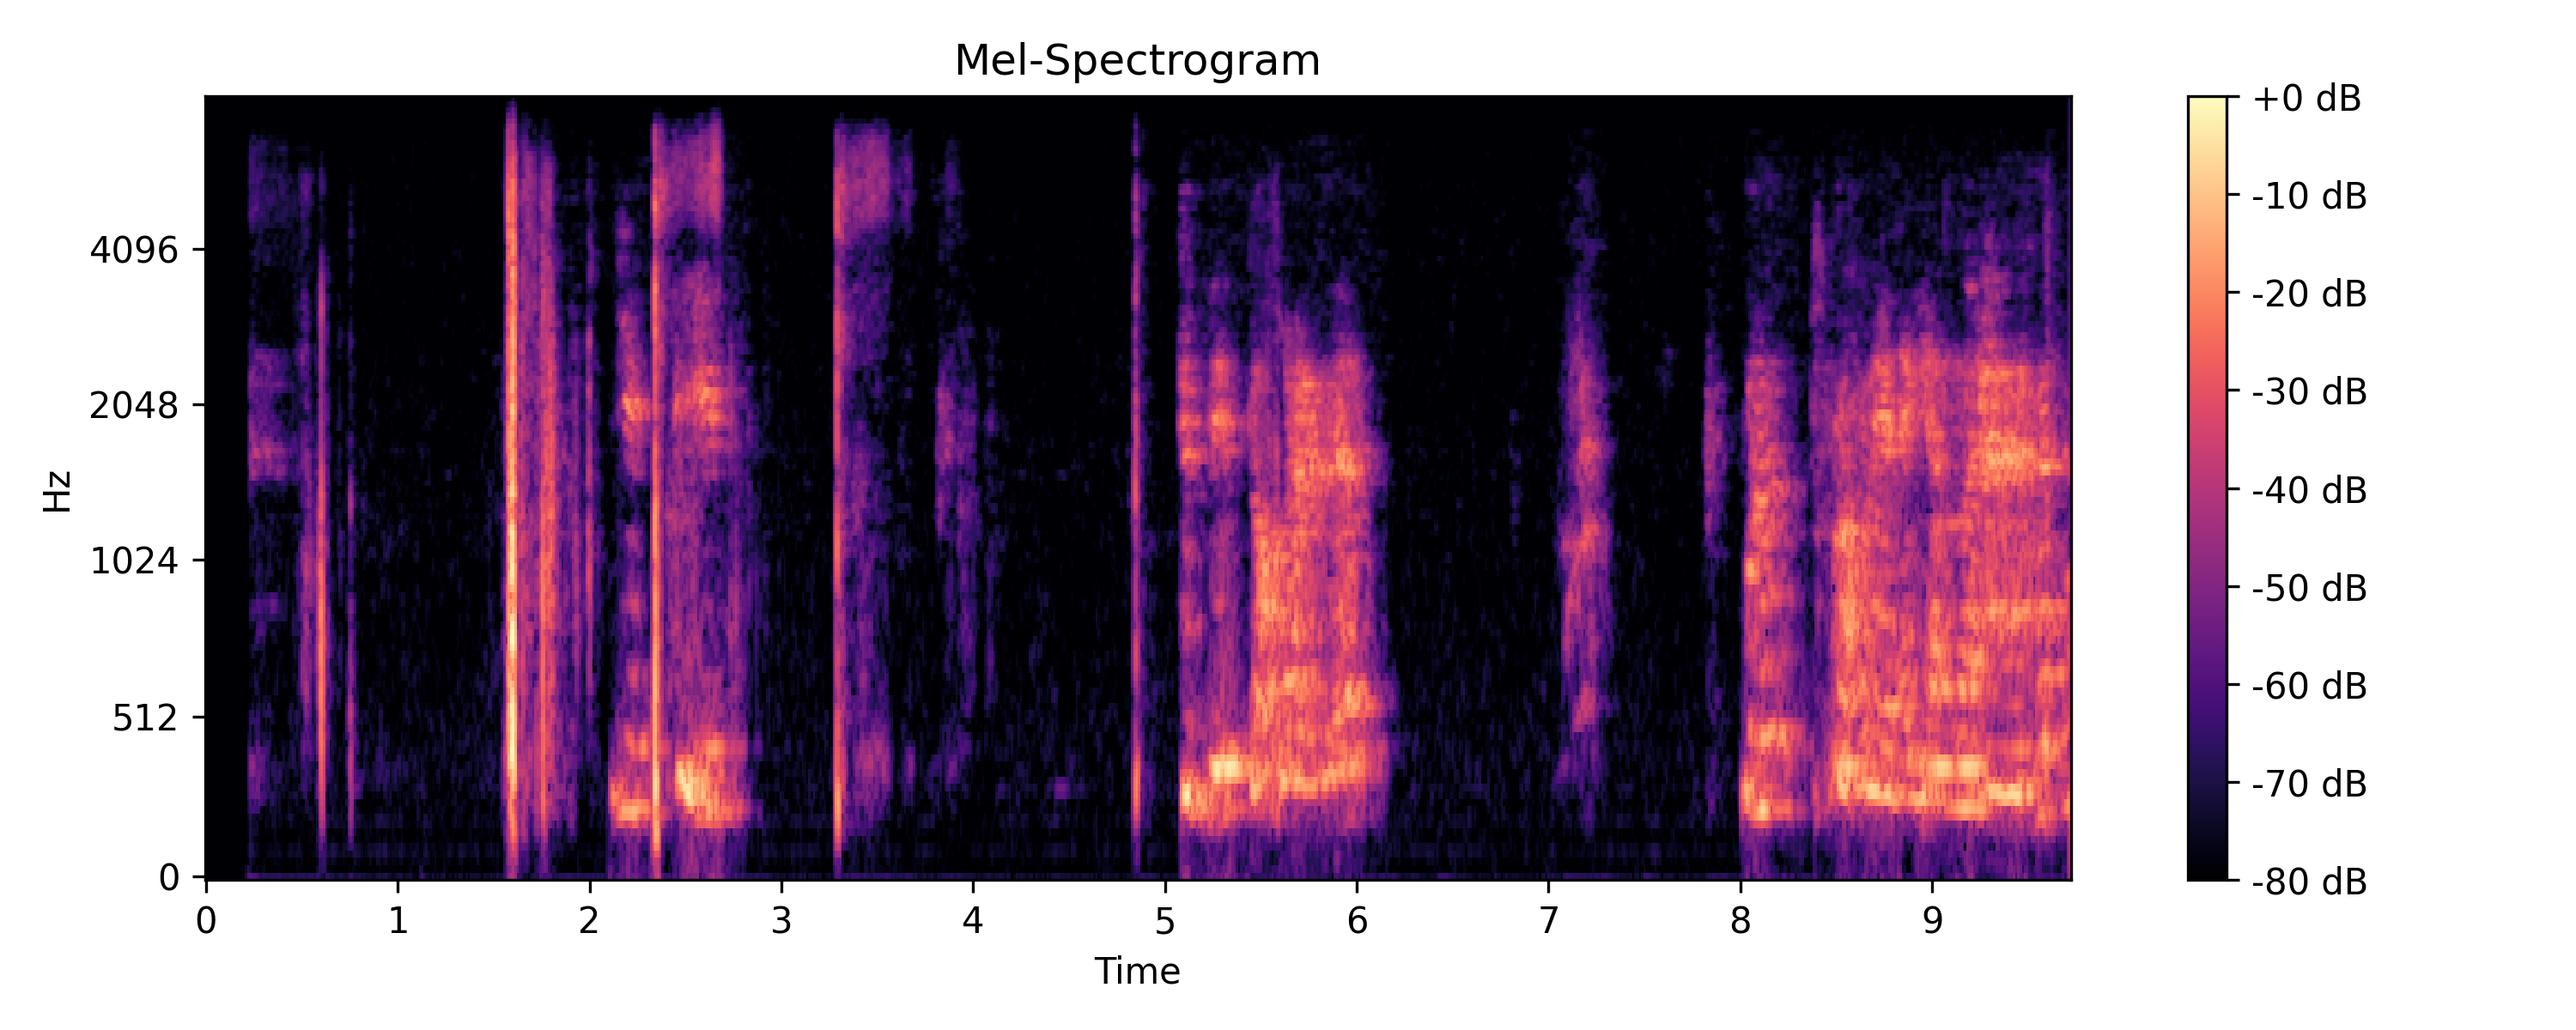 Mel-Spectrogram
+0 dB
-10 dB
-20 dB
-30 dB
-40 dB
-50 dB
-60 dB
-70 dB
-80 dB
Hz
4096
2048
1024
512
0
0 1 2 3 4 5 6 7 8 9
Time